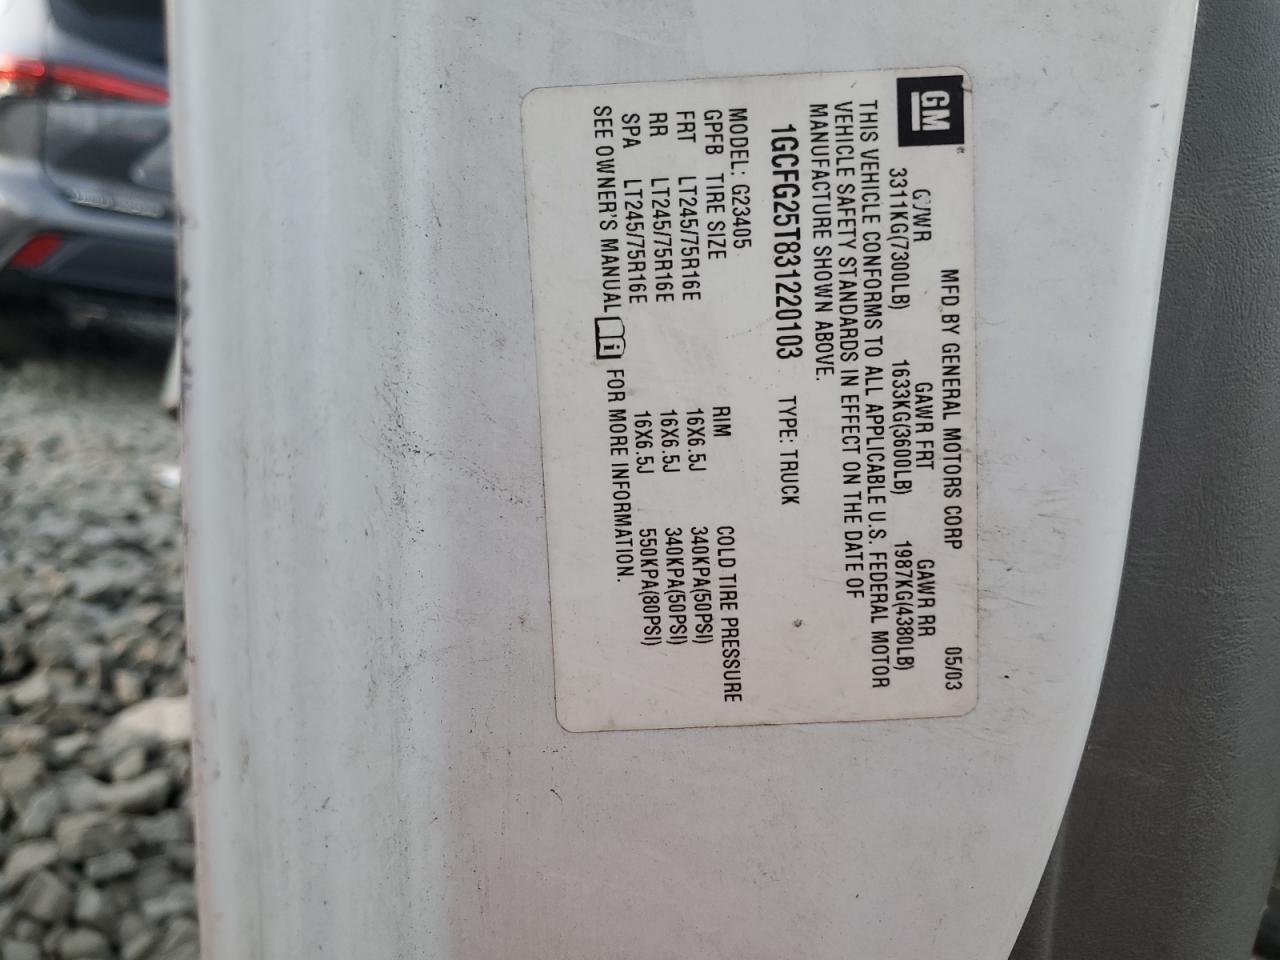 GM
MFD BY GENERAL MOTORS CORP 05/03
GVWR GAWR FRT GAWR RR
3311KG(7300LB) 1633KG(3600LB) 1987KG(4380LB)
THIS VEHICLE CONFORMS TO ALL APPLICABLE U.S. FEDERAL MOTOR
VEHICLE SAFETY STANDARDS IN EFFECT ON THE DATE OF
MANUFACTURE SHOWN ABOVE.
1GCFG25T831220103 TYPE: TRUCK
MODEL: G23405
GPFB TIRE SIZE RIM COLD TIRE PRESSURE
FRT LT245/75R16E 16X6.5J 340KPA(50PSI)
RR LT245/75R16E 16X6.5J 340KPA(50PSI)
SPA LT245/75R16E 16X6.5J 550KPA(80PSI)
SEE OWNER'S MANUAL i FOR MORE INFORMATION.